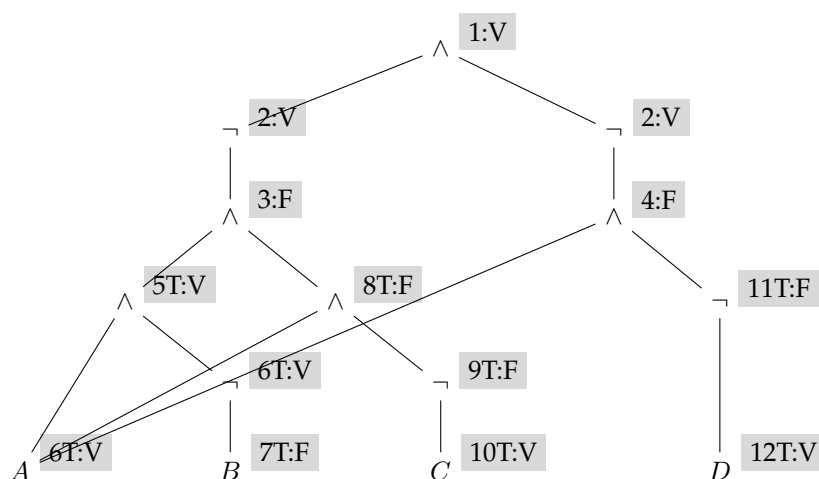 ∧ 1:V
¬ 2:V ¬ 2:V
∧ 3:F ∧ 4:F
∧ 5T:V ∧ 8T:F ¬ 11T:F
¬ 6T:V ¬ 9T:F
A 6T:V B 7T:F C 10T:V D 12T:V